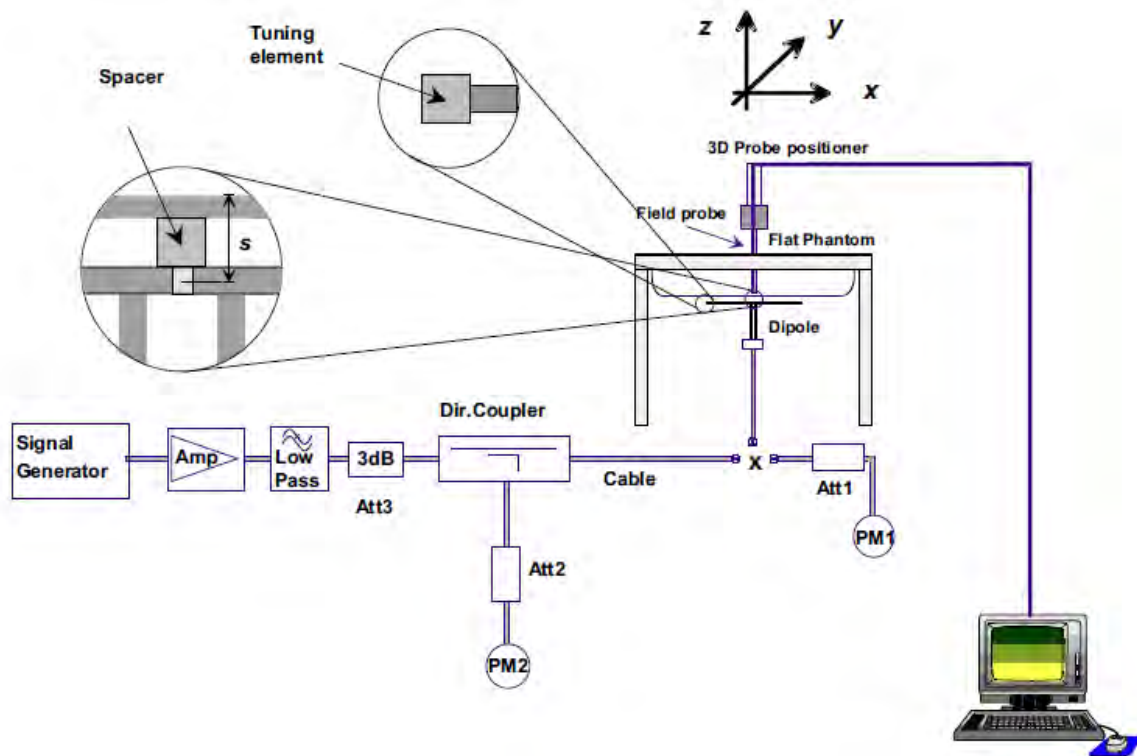 Tuning
element
Spacer
z
y
x
3D Probe positioner
Field probe
s
Flat Phantom
Dipole
Dir.Coupler
Signal
Generator
Amp
Low
Pass
3dB
Att3
Cable
x
Att1
PM1
Att2
PM2